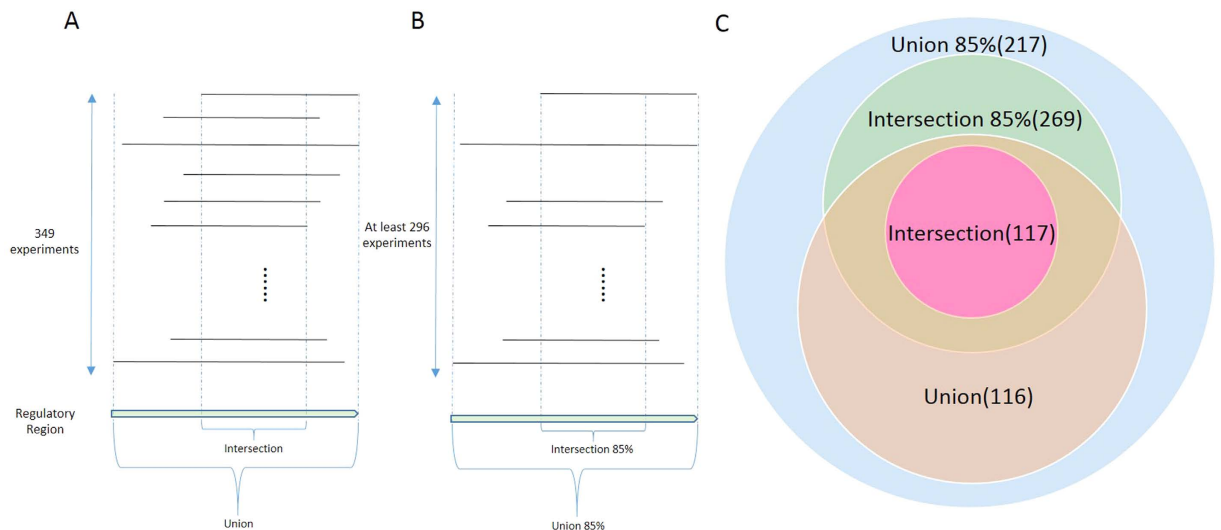 A
349
experiments
Regulatory
Region
Intersection
Union
B
At least 296
experiments
Intersection 85%
Union 85%
C
Union 85%(217)
Intersection 85%(269)
Intersection(117)
Union(116)